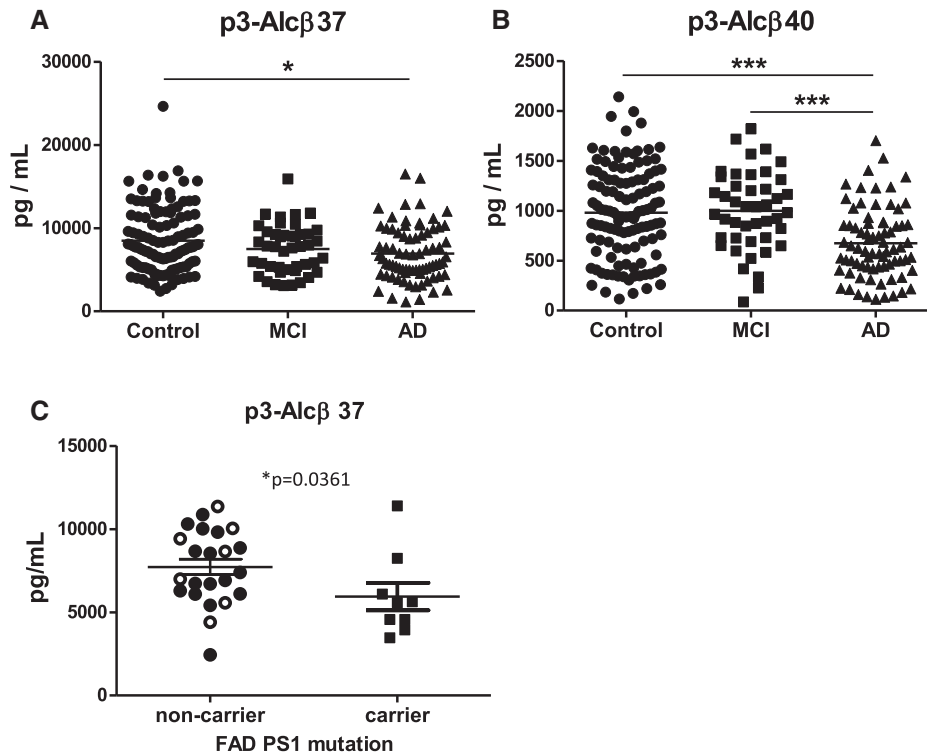 A
p3-Alcβ37
pg / mL
30000
20000
10000
0
*
Control
MCI
AD
B
p3-Alcβ40
pg / mL
2500
2000
1500
1000
500
0
***
***
Control
MCI
AD
C
p3-Alcβ 37
pg/mL
15000
10000
5000
0
*p=0.0361
non-carrier
carrier
FAD PS1 mutation